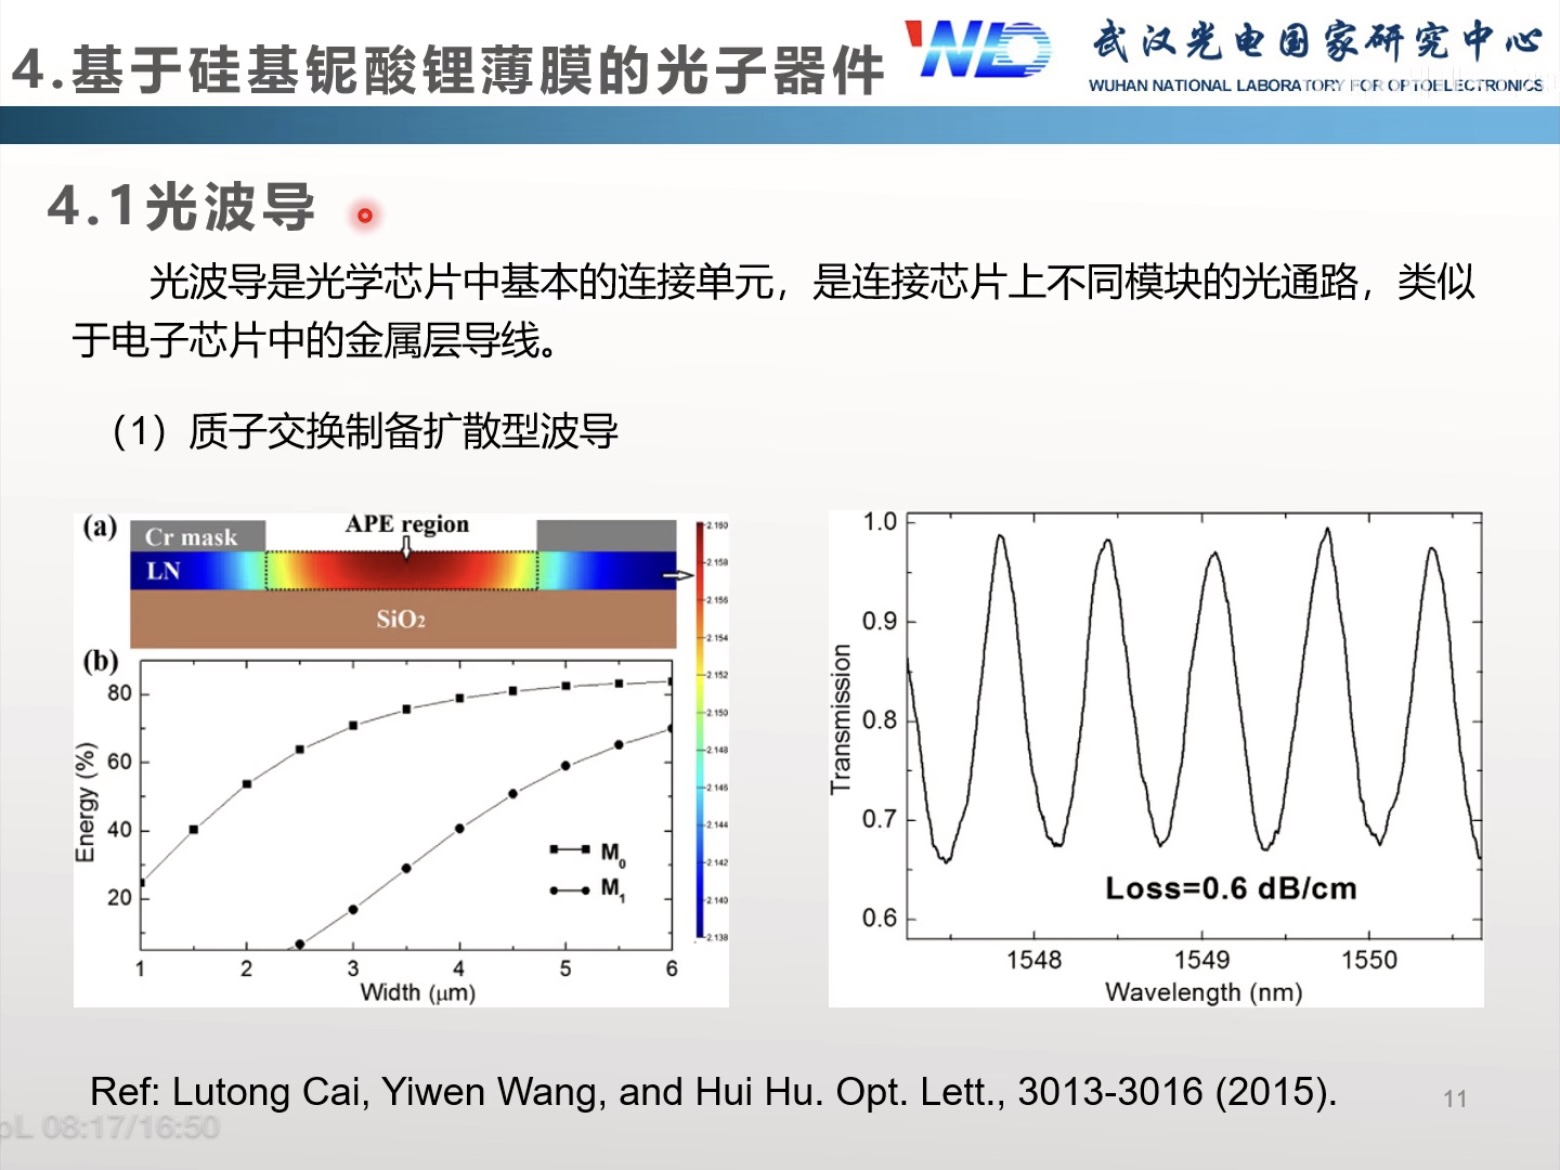 4.基于硅基铌酸锂薄膜的光子器件
WNLO
武汉光电国家研究中心
WUHAN NATIONAL LABORATORY FOR OPTOELECTRONICS
4.1光波导
光波导是光学芯片中基本的连接单元，是连接芯片上不同模块的光通路，类似
于电子芯片中的金属层导线。
（1）质子交换制备扩散型波导
(a)
Cr mask
APE region
LN
SiO2
2.160
2.158
2.156
2.154
2.152
2.150
2.148
2.146
2.144
2.142
2.140
2.138
(b)
80
60
40
20
Energy (%)
M0
M1
1 2 3 4 5 6
Width (μm)
1.0
0.9
0.8
0.7
0.6
Transmission
Loss=0.6 dB/cm
1548 1549 1550
Wavelength (nm)
Ref: Lutong Cai, Yiwen Wang, and Hui Hu. Opt. Lett., 3013-3016 (2015).
11
08:17/16:50